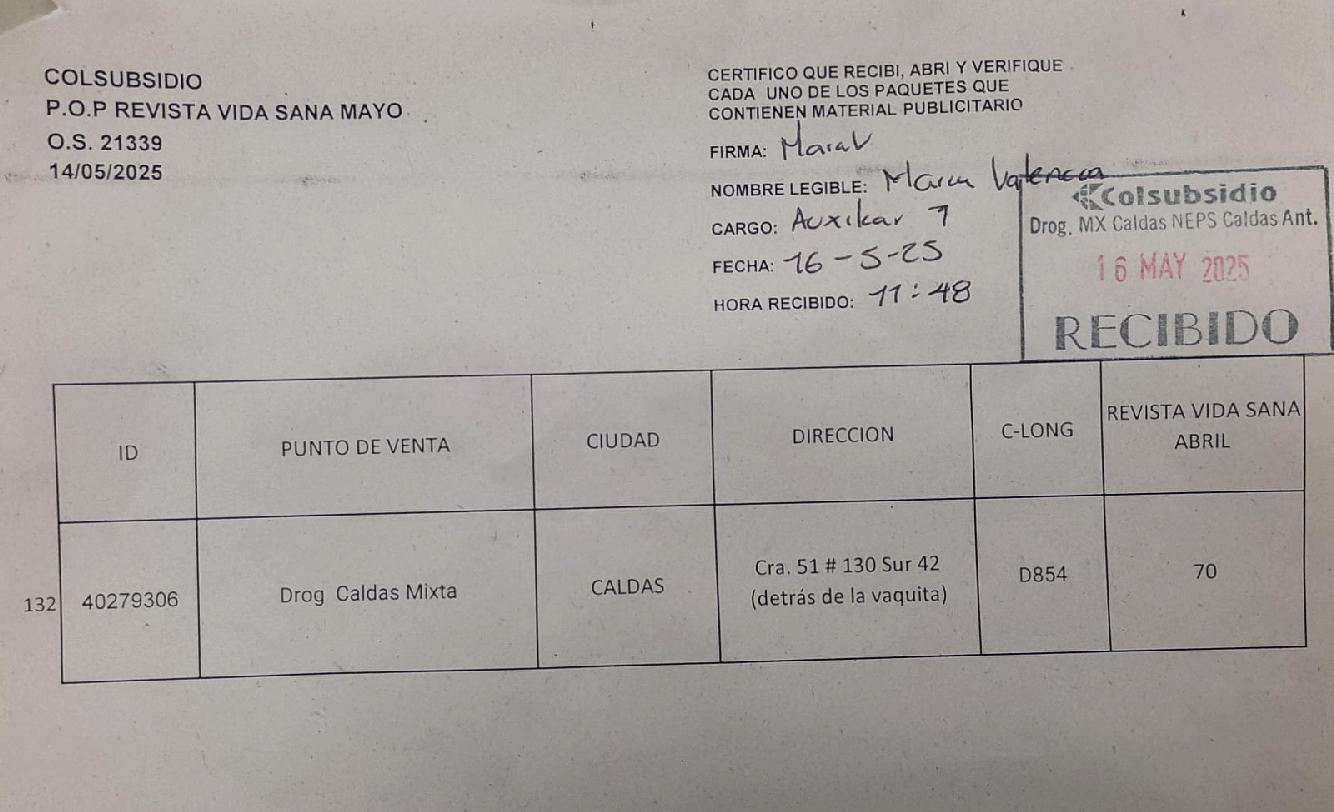 COLSUBSIDIO
P.O.P REVISTA VIDA SANA MAYO
O.S. 21339
14/05/2025
CERTIFICO QUE RECIBI, ABRI Y VERIFIQUE
CADA UNO DE LOS PAQUETES QUE
CONTIENEN MATERIAL PUBLICITARIO
FIRMA: MaraV
NOMBRE LEGIBLE: Maria Valencia
CARGO: Auxiliar 1
FECHA: 16-5-25
HORA RECIBIDO: 11:48
Colsubsidio
Drog. MX Caldas NEPS Caldas Ant.
16 MAY 2025
RECIBIDO
ID PUNTO DE VENTA CIUDAD DIRECCION C-LONG REVISTA VIDA SANA
ABRIL
132 40279306 Drog Caldas Mixta CALDAS Cra. 51 # 130 Sur 42
(detrás de la vaquita) D854 70